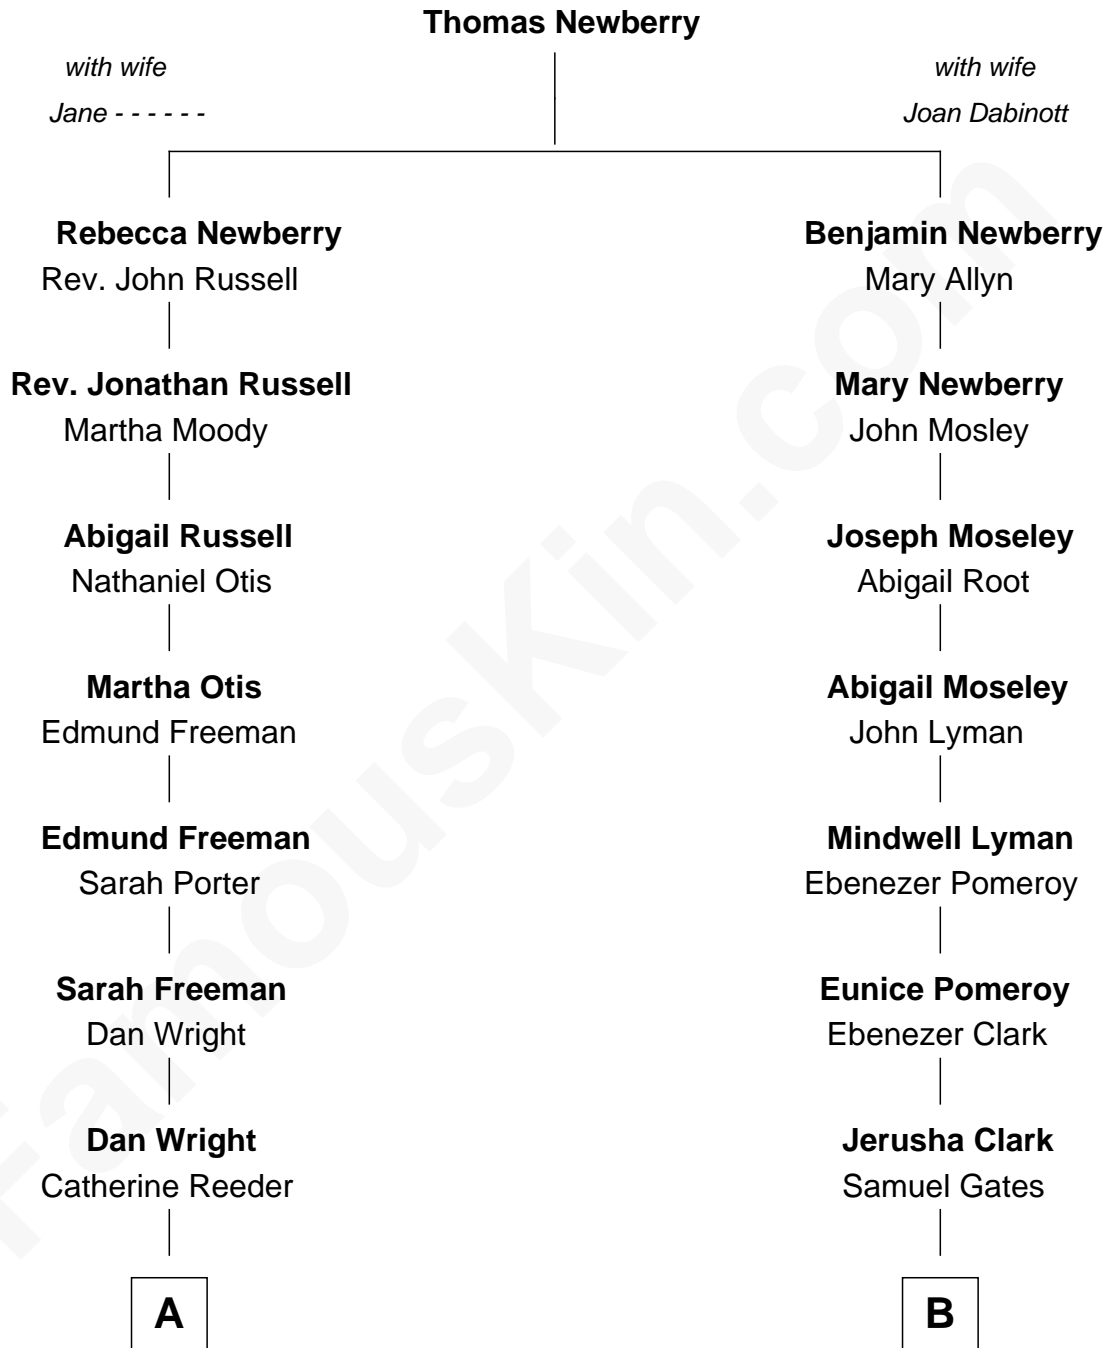 Thomas Newberry
with wife
Jane - - - - - -
with wife
Joan Dabinott
Rebecca Newberry
Rev. John Russell
Benjamin Newberry
Mary Allyn
Rev. Jonathan Russell
Martha Moody
Mary Newberry
John Mosley
Abigail Russell
Nathaniel Otis
Joseph Moseley
Abigail Root
Martha Otis
Edmund Freeman
Abigail Moseley
John Lyman
Edmund Freeman
Sarah Porter
Mindwell Lyman
Ebenezer Pomeroy
Sarah Freeman
Dan Wright
Eunice Pomeroy
Ebenezer Clark
Dan Wright
Catherine Reeder
Jerusha Clark
Samuel Gates
A
B
FamousKin.com